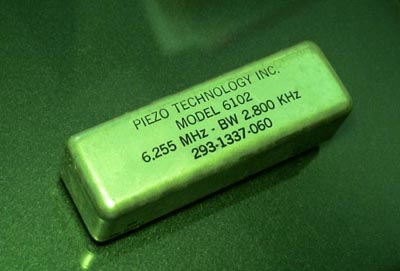 PIEZO TECHNOLOGY INC.
MODEL 6102
6.255 MHz - BW 2.800 KHz
293-1337-060